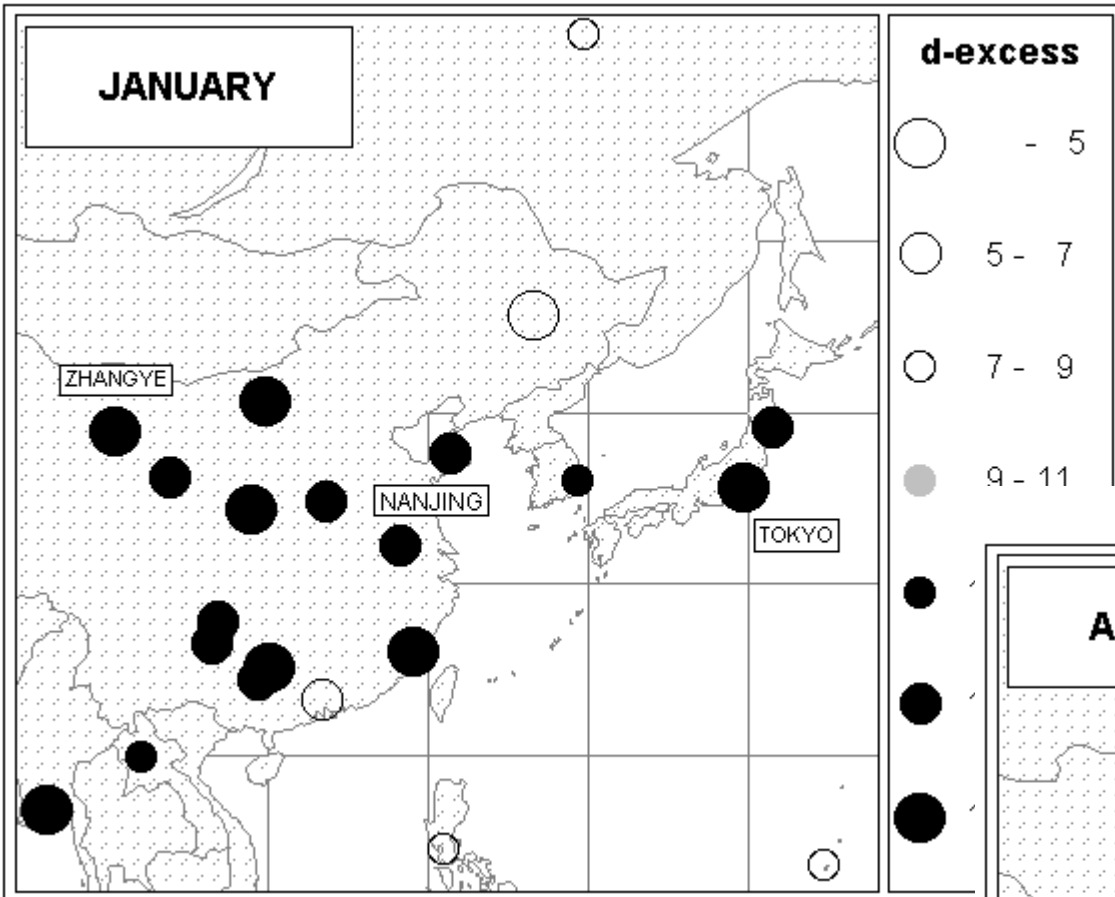 JANUARY
d-excess
- 5
5 - 7
7 - 9
9 - 11
ZHANGYE
NANJING
TOKYO
A